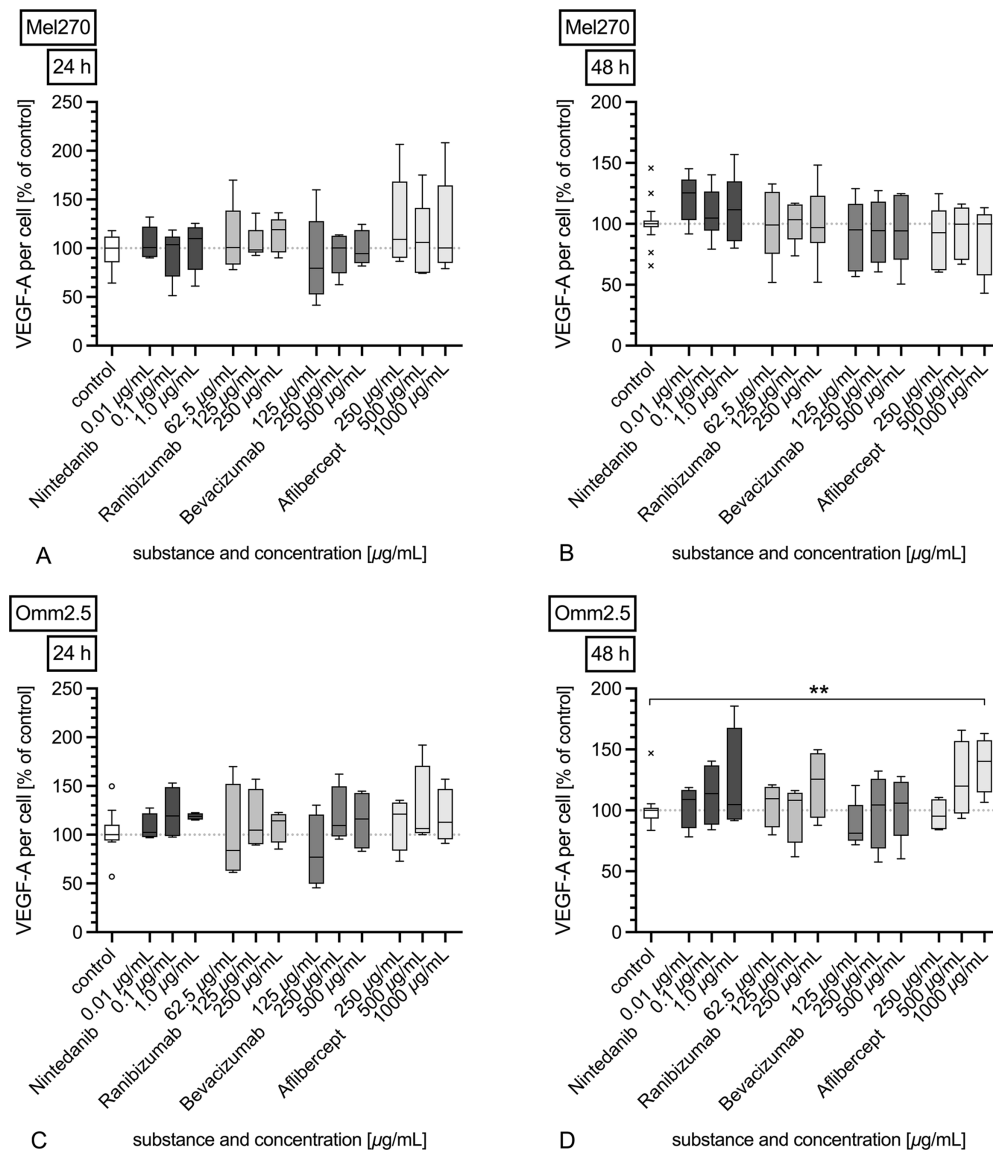 Mel270
24 h
VEGF-A per cell [% of control]
250
200
150
100
50
0
control
0.01 µg/mL
0.1 µg/mL
1.0 µg/mL
Nintedanib
62.5 µg/mL
125 µg/mL
250 µg/mL
Ranibizumab
125 µg/mL
250 µg/mL
500 µg/mL
Bevacizumab
250 µg/mL
500 µg/mL
1000 µg/mL
Aflibercept
A
substance and concentration [µg/mL]
Mel270
48 h
VEGF-A per cell [% of control]
200
150
100
50
0
control
0.01 µg/mL
0.1 µg/mL
1.0 µg/mL
Nintedanib
62.5 µg/mL
125 µg/mL
250 µg/mL
Ranibizumab
125 µg/mL
250 µg/mL
500 µg/mL
Bevacizumab
250 µg/mL
500 µg/mL
1000 µg/mL
Aflibercept
B
substance and concentration [µg/mL]
Omm2.5
24 h
VEGF-A per cell [% of control]
250
200
150
100
50
0
control
0.01 µg/mL
0.1 µg/mL
1.0 µg/mL
Nintedanib
62.5 µg/mL
125 µg/mL
250 µg/mL
Ranibizumab
125 µg/mL
250 µg/mL
500 µg/mL
Bevacizumab
250 µg/mL
500 µg/mL
1000 µg/mL
Aflibercept
C
substance and concentration [µg/mL]
Omm2.5
48 h
VEGF-A per cell [% of control]
200
150
100
50
0
**
control
0.01 µg/mL
0.1 µg/mL
1.0 µg/mL
Nintedanib
62.5 µg/mL
125 µg/mL
250 µg/mL
Ranibizumab
125 µg/mL
250 µg/mL
500 µg/mL
Bevacizumab
250 µg/mL
500 µg/mL
1000 µg/mL
Aflibercept
D
substance and concentration [µg/mL]